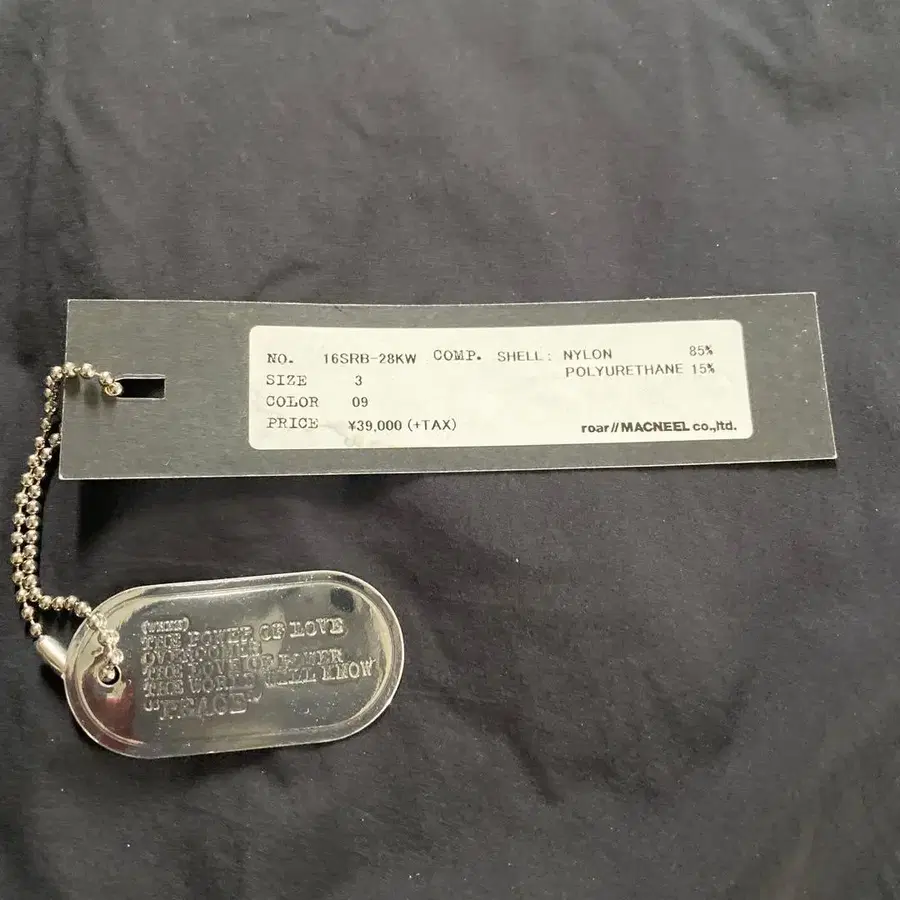 NO. 16SRB-28KW COMP. SHELL: NYLON 85%
POLYURETHANE 15%
SIZE 3
COLOR 09
PRICE ¥39,000 (+TAX)
roar//MACNEEL co.,ltd.
(WHEN)
THE POWER OF LOVE
OVERCOMES
THE LOVE OF POWER
THE WORLD WILL KNOW
"PEACE"